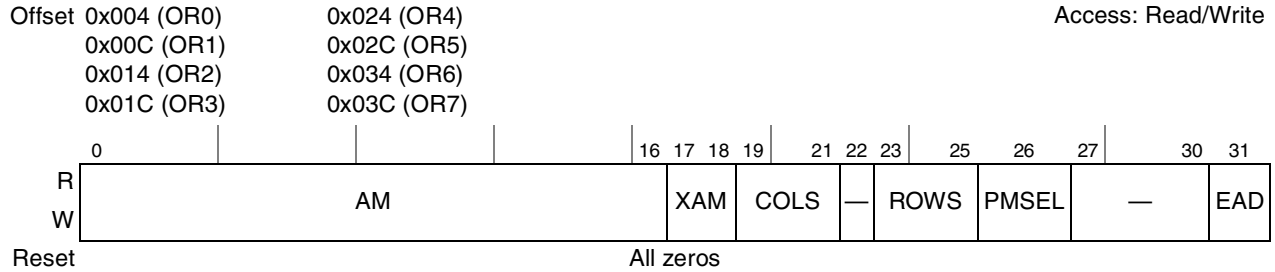 Offset 0x004 (OR0) 0x024 (OR4) Access: Read/Write
0x00C (OR1) 0x02C (OR5)
0x014 (OR2) 0x034 (OR6)
0x01C (OR3) 0x03C (OR7)
0 16 17 18 19 21 22 23 25 26 27 30 31
R
AM XAM COLS — ROWS PMSEL — EAD
W
Reset All zeros